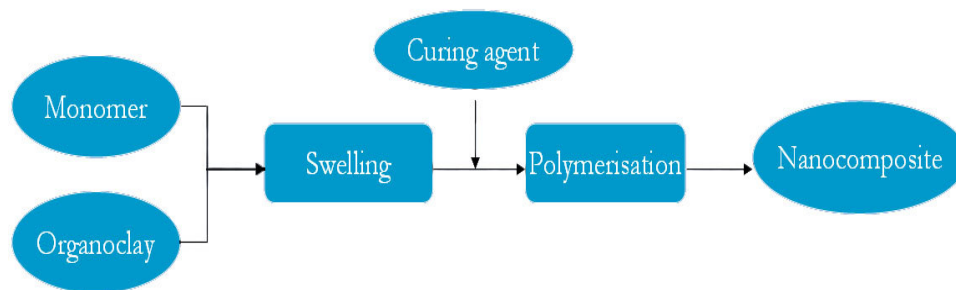 Curing agent
Monomer
Swelling
Polymerisation
Nanocomposite
Organoclay